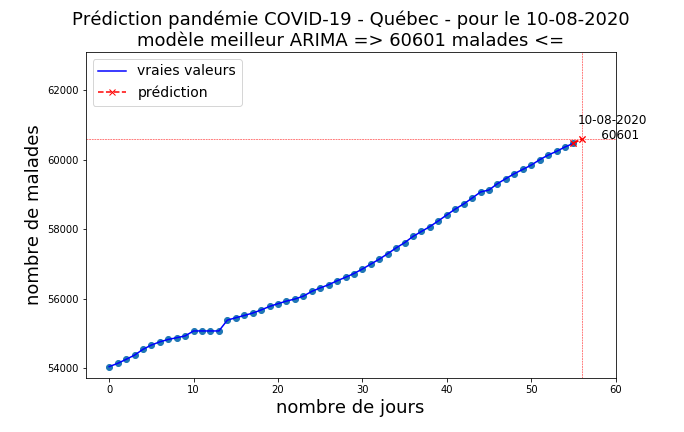 Prédiction pandémie COVID-19 - Québec - pour le 10-08-2020
modèle meilleur ARIMA => 60601 malades <=
vraies valeurs
prédiction
10-08-2020
60601
nombre de malades
62000
60000
58000
56000
54000
0 10 20 30 40 50 60
nombre de jours